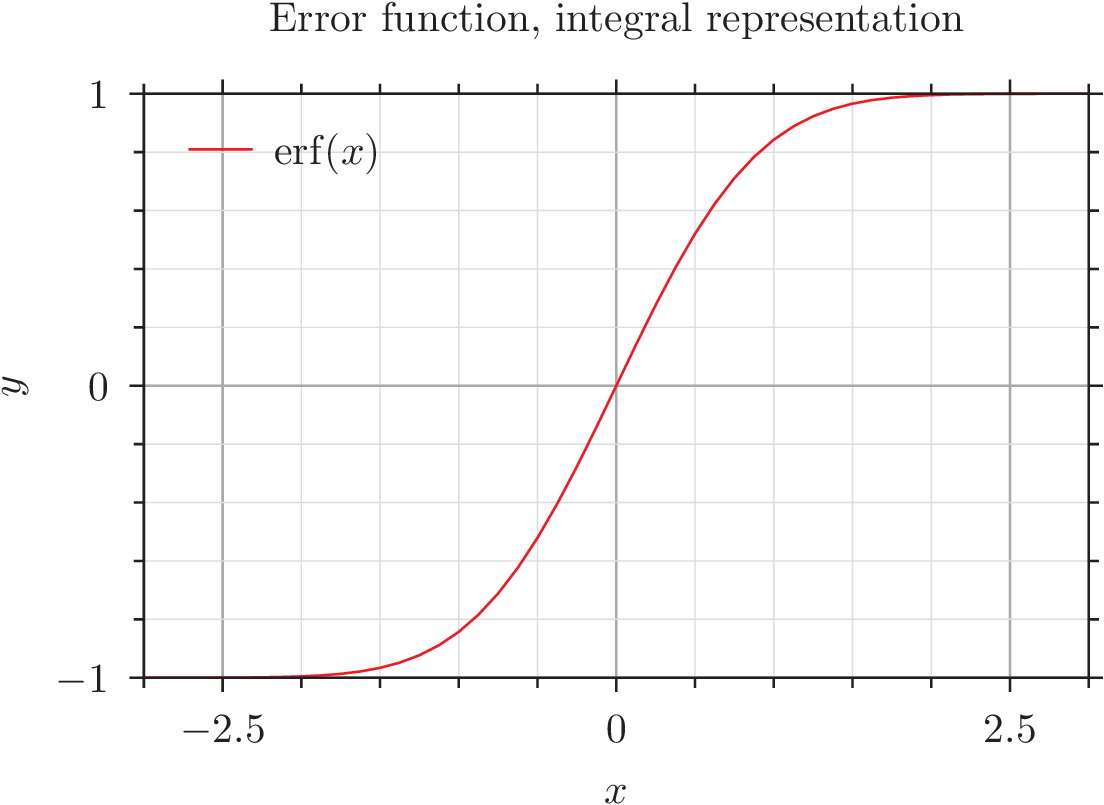 Error function, integral representation
1
erf(x)
y
0
−1
−2.5 0 2.5
x